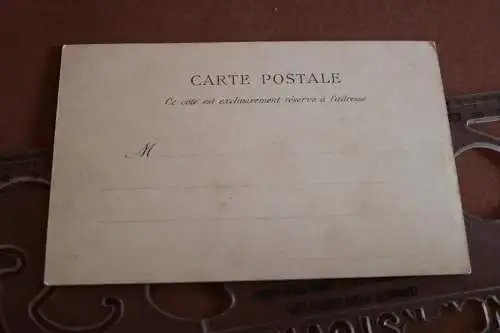 CARTE POSTALE
Ce côté est exclusivement réservé à l'adresse
M